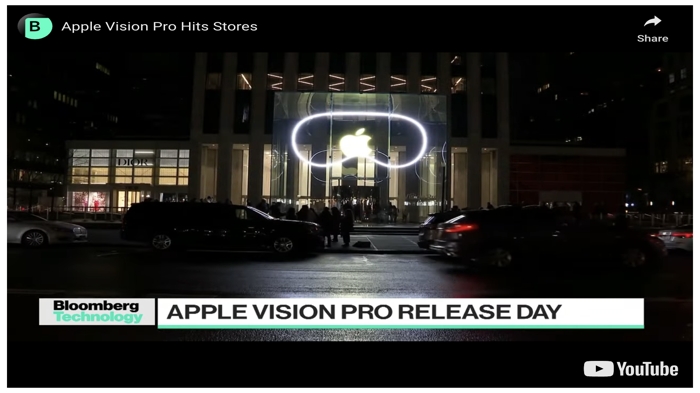 B Apple Vision Pro Hits Stores
Share
DIOR
Bloomberg
Technology
APPLE VISION PRO RELEASE DAY
YouTube